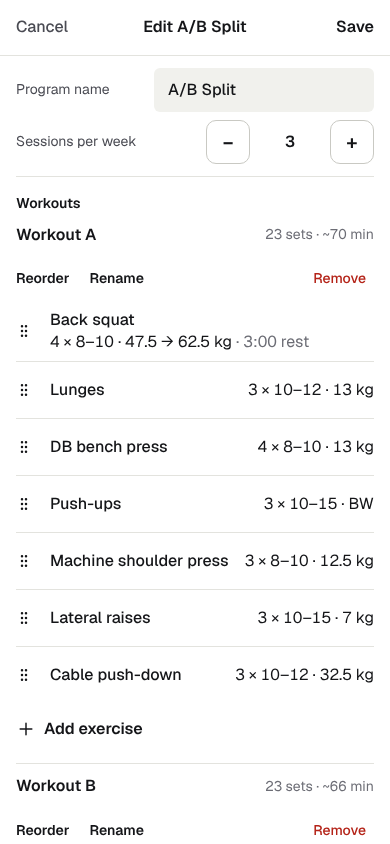 Cancel
Edit A/B Split
Save
Program name
A/B Split
Sessions per week
−
3
+
Workouts
Workout A
23 sets · ~70 min
Reorder
Rename
Remove
Back squat
4 × 8–10 · 47.5 → 62.5 kg · 3:00 rest
Lunges
3 × 10–12 · 13 kg
DB bench press
4 × 8–10 · 13 kg
Push-ups
3 × 10–15 · BW
Machine shoulder press
3 × 8–10 · 12.5 kg
Lateral raises
3 × 10–15 · 7 kg
Cable push-down
3 × 10–12 · 32.5 kg
+ Add exercise
Workout B
23 sets · ~66 min
Reorder
Rename
Remove